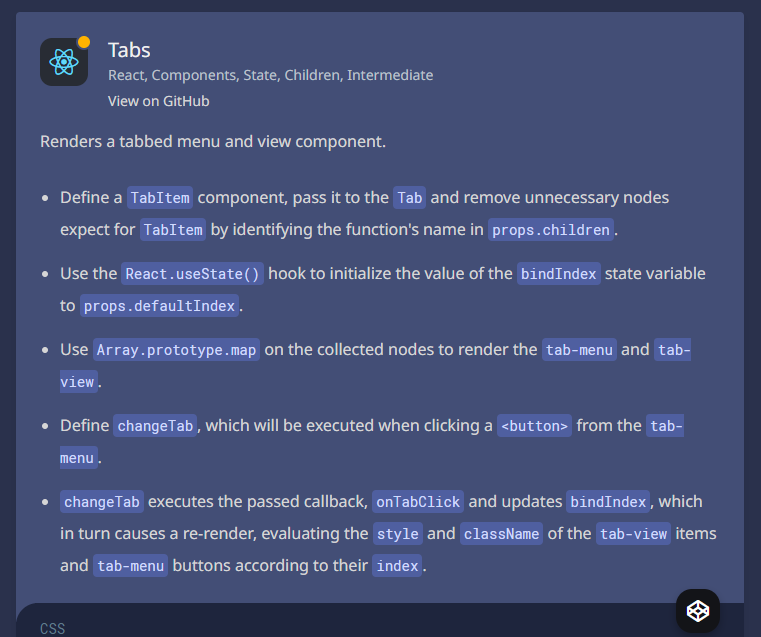 Tabs
React, Components, State, Children, Intermediate
View on GitHub
Renders a tabbed menu and view component.
Define a TabItem component, pass it to the Tab and remove unnecessary nodes
expect for TabItem by identifying the function's name in props.children.
Use the React.useState() hook to initialize the value of the bindIndex state variable
to props.defaultIndex.
Use Array.prototype.map on the collected nodes to render the tab-menu and tab-
view.
Define changeTab, which will be executed when clicking a <button> from the tab-
menu.
changeTab executes the passed callback, onTabClick and updates bindIndex, which
in turn causes a re-render, evaluating the style and className of the tab-view items
and tab-menu buttons according to their index.
CSS